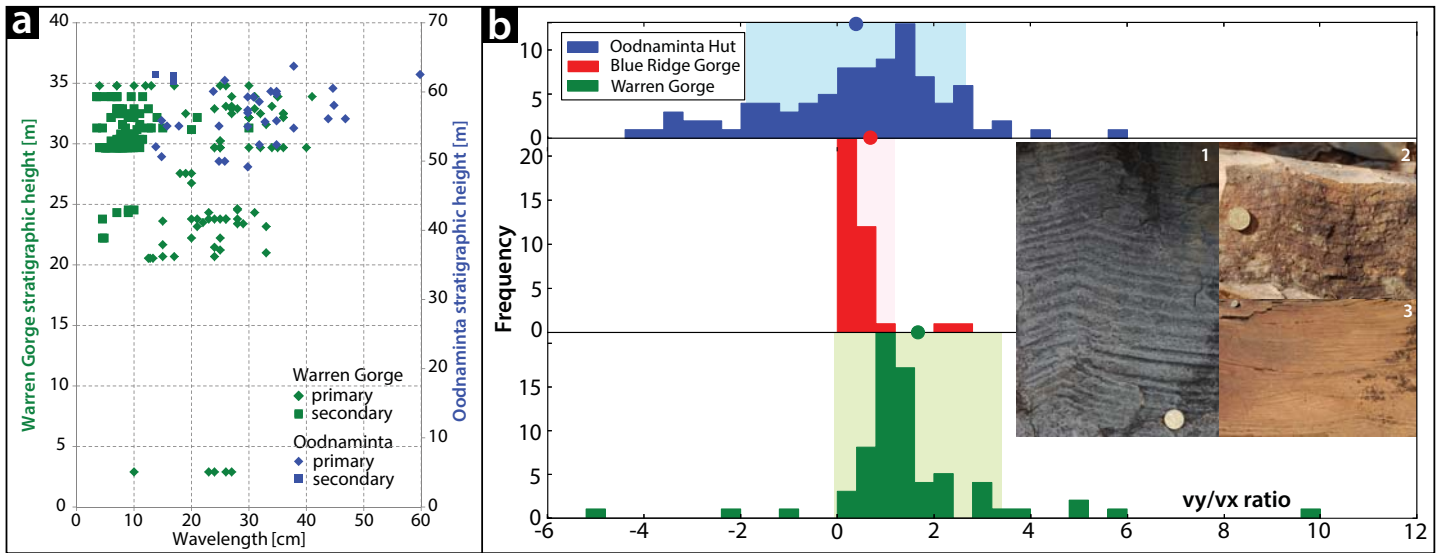 a
40
35
30
25
20
15
10
5
0
Warren Gorge stratigraphic height [m]
70
60
50
40
30
20
10
0
Oodnaminta stratigraphic height [m]
0 10 20 30 40 50 60
Wavelength [cm]
Warren Gorge
primary
secondary
Oodnaminta
primary
secondary
b
Oodnaminta Hut
Blue Ridge Gorge
Warren Gorge
10
5
0
20
15
10
5
0
15
10
5
0
Frequency
1
2
3
vy/vx ratio
-6 -4 -2 0 2 4 6 8 10 12